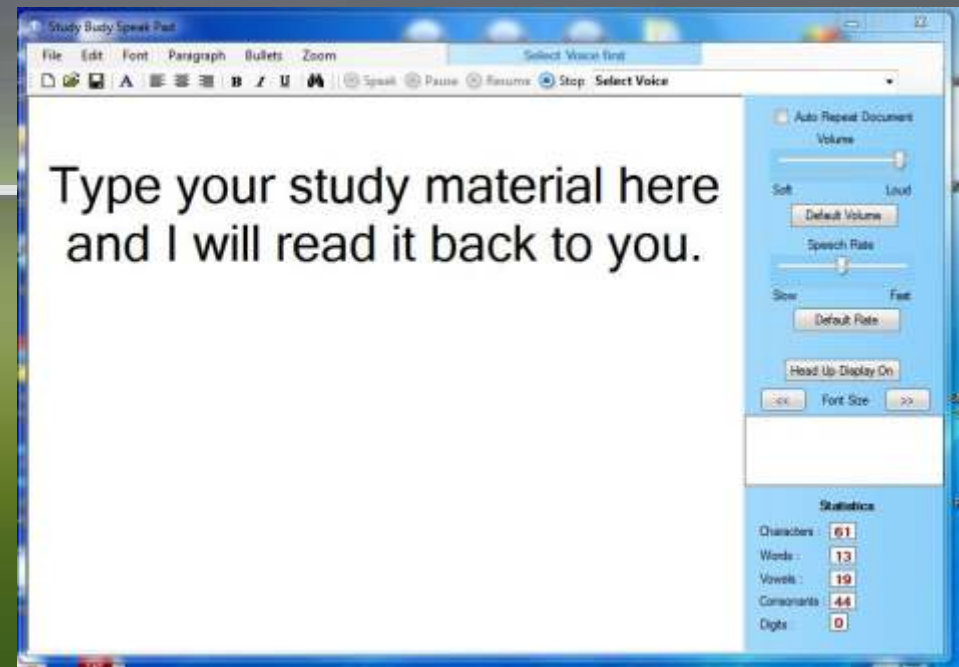 Study Budy Speak Pad
File Edit Font Paragraph Bullets Zoom Select Voice first
A B I U Speak Pause Resume Stop Select Voice
Type your study material here
and I will read it back to you.
Auto Repeat Document
Volume
Soft Loud
Default Volume
Speech Rate
Slow Fast
Default Rate
Head Up Display On
<< Font Size >>
Statistics
Characters : 61
Words : 13
Vowels : 19
Consonants 44
Digits : 0